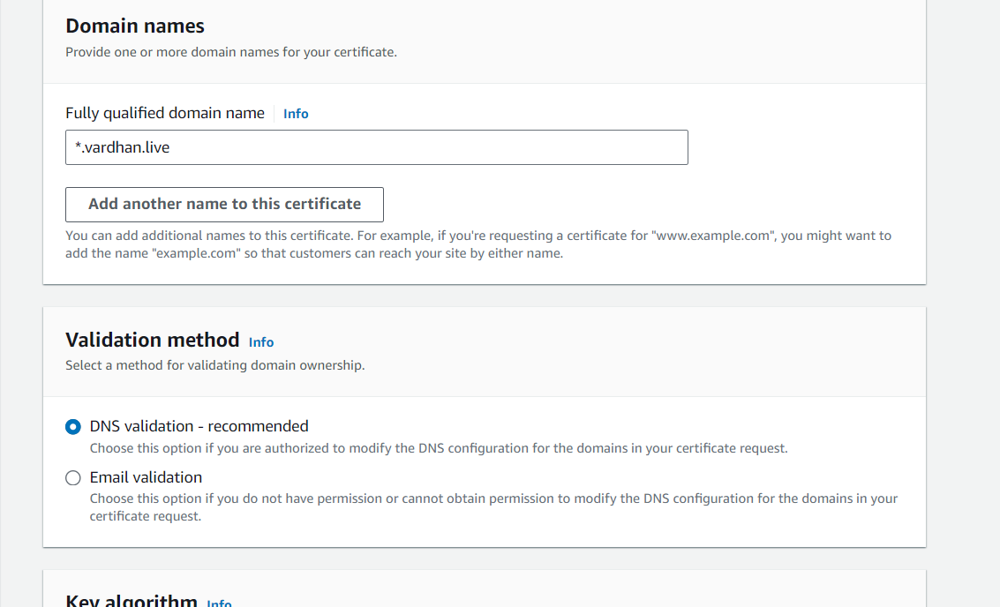 Domain names
Provide one or more domain names for your certificate.
Fully qualified domain name Info
*.vardhan.live
Add another name to this certificate
You can add additional names to this certificate. For example, if you're requesting a certificate for "www.example.com", you might want to
add the name "example.com" so that customers can reach your site by either name.
Validation method Info
Select a method for validating domain ownership.
DNS validation - recommended
Choose this option if you are authorized to modify the DNS configuration for the domains in your certificate request.
Email validation
Choose this option if you do not have permission or cannot obtain permission to modify the DNS configuration for the domains in your
certificate request.
Key algorithm Info